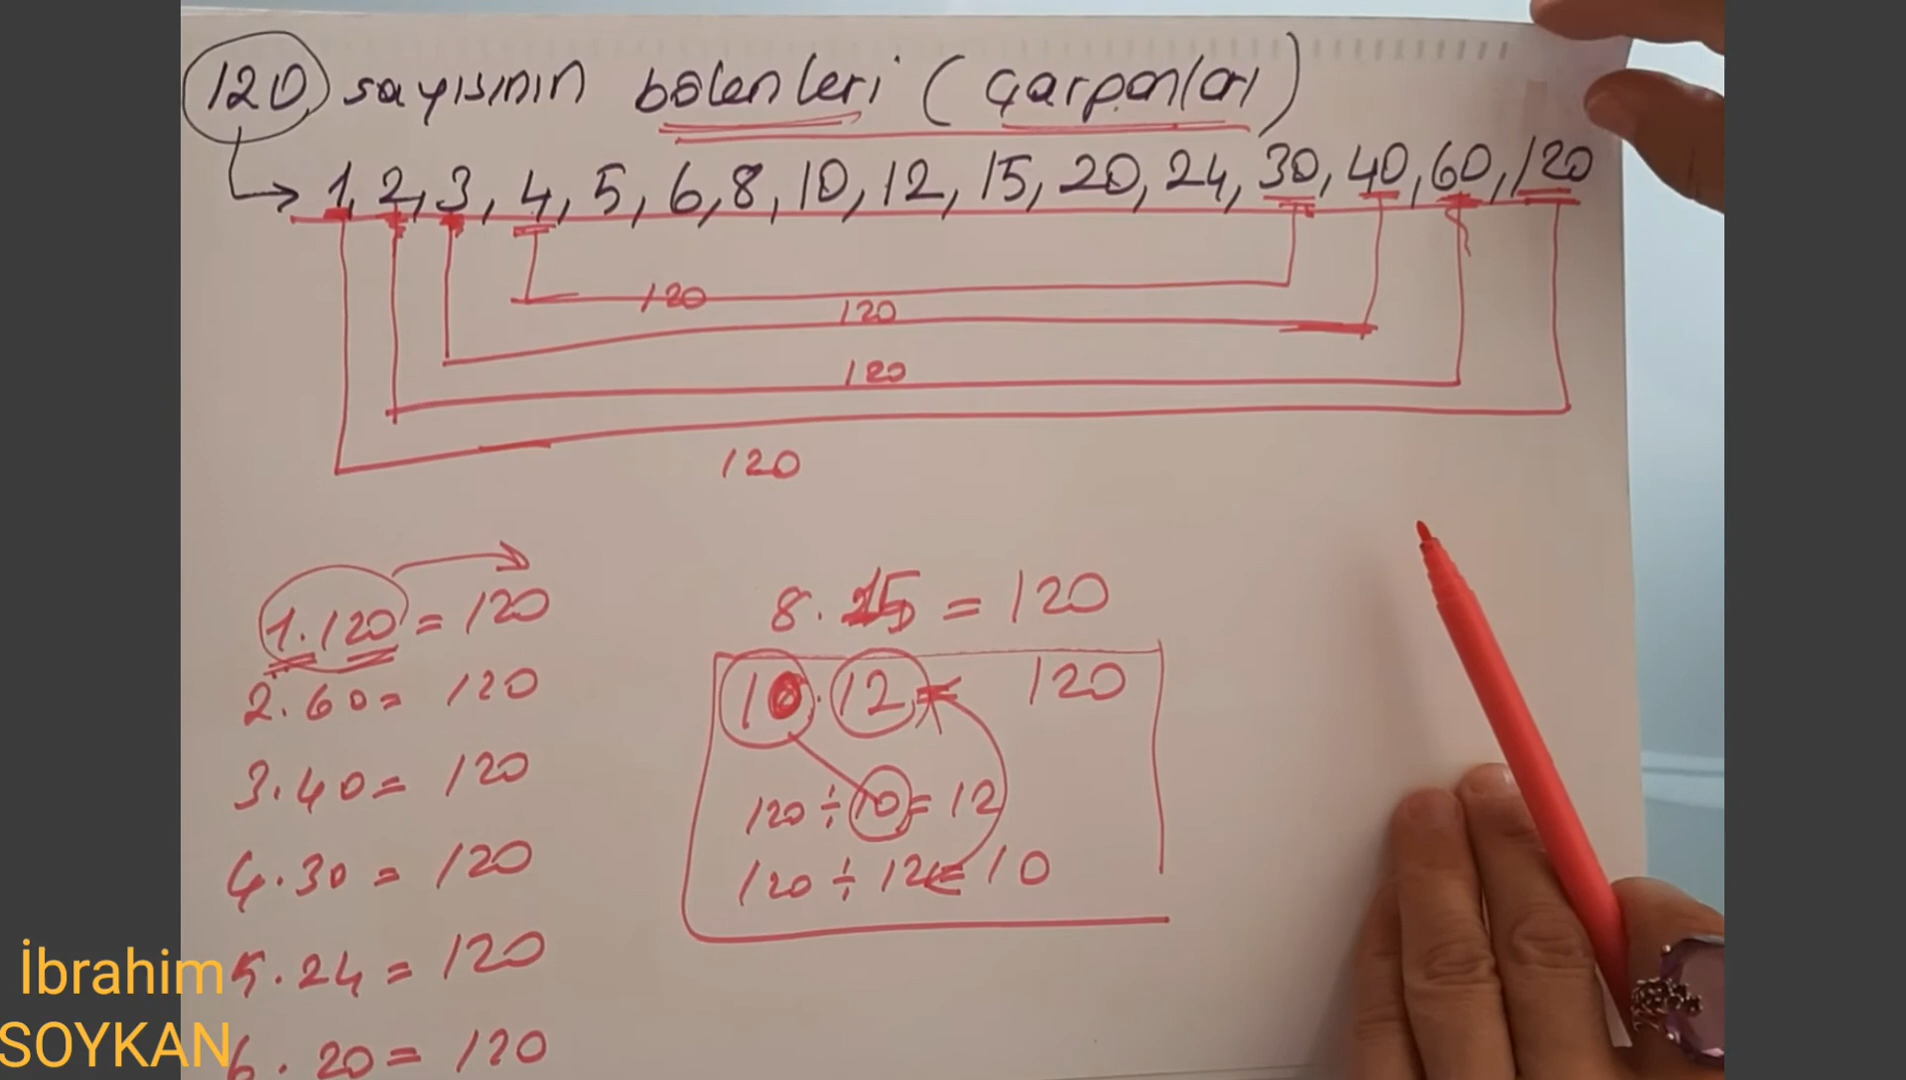 120 sayısının bölenleri (Çarpanları)
1, 2, 3, 4, 5, 6, 8, 10, 12, 15, 20, 24, 30, 40, 60, 120
120
120
120
120
1.120 = 120
2.60 = 120
3.40 = 120
4.30 = 120
5.24 = 120
6.20 = 120
8.15 = 120
10.12 = 120
120 ÷ 10 = 12
120 ÷ 12 = 10
İbrahim
SOYKAN